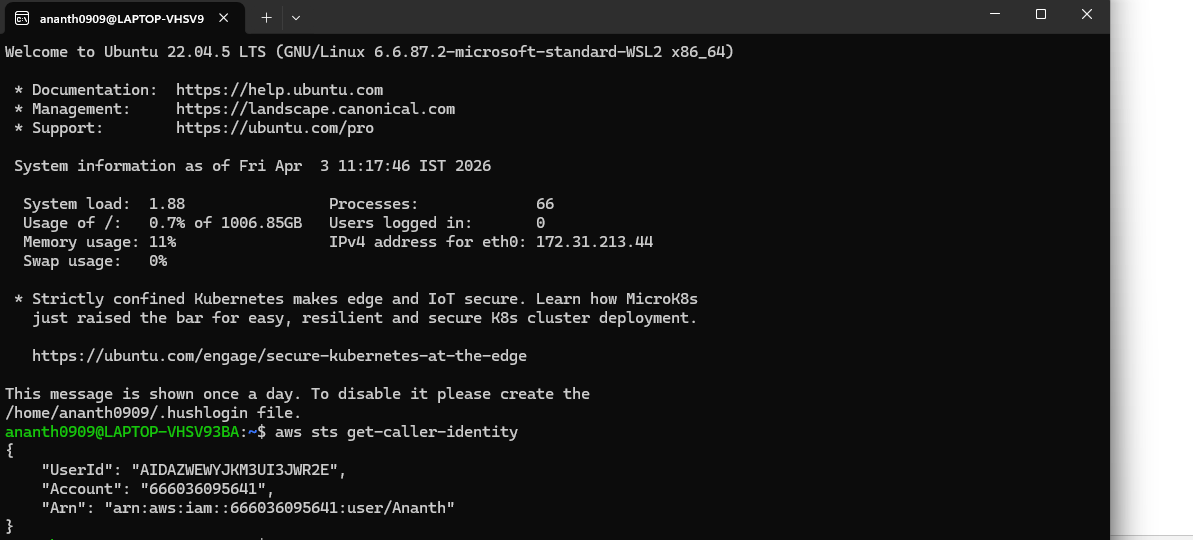 ananth0909@LAPTOP-VHSV9
Welcome to Ubuntu 22.04.5 LTS (GNU/Linux 6.6.87.2-microsoft-standard-WSL2 x86_64)
* Documentation:  https://help.ubuntu.com
* Management:     https://landscape.canonical.com
* Support:        https://ubuntu.com/pro
System information as of Fri Apr  3 11:17:46 IST 2026
System load:  1.88                Processes:             66
Usage of /:   0.7% of 1006.85GB   Users logged in:       0
Memory usage: 11%                 IPv4 address for eth0: 172.31.213.44
Swap usage:   0%
* Strictly confined Kubernetes makes edge and IoT secure. Learn how MicroK8s
just raised the bar for easy, resilient and secure K8s cluster deployment.
https://ubuntu.com/engage/secure-kubernetes-at-the-edge
This message is shown once a day. To disable it please create the
/home/ananth0909/.hushlogin file.
ananth0909@LAPTOP-VHSV93BA:~$ aws sts get-caller-identity
{
"UserId": "AIDAZWEWYJKM3UI3JWR2E",
"Account": "666036095641",
"Arn": "arn:aws:iam::666036095641:user/Ananth"
}